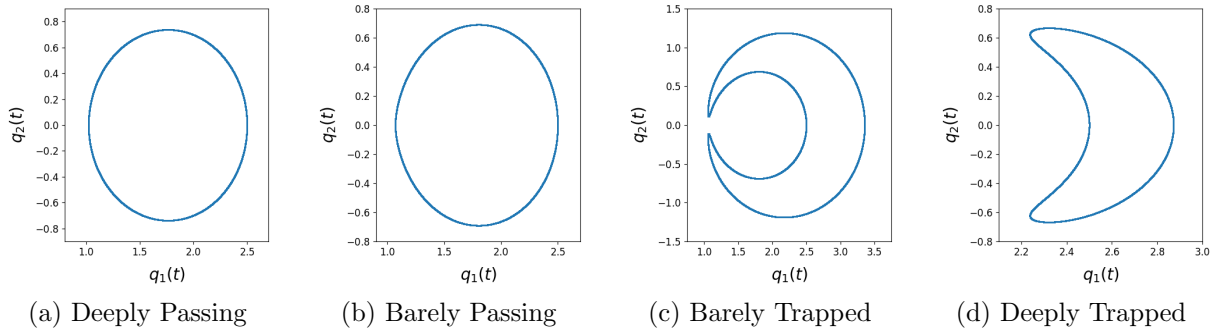 0.8
0.6
0.4
0.2
0.0
−0.2
−0.4
−0.6
−0.8
q₂(t)
1.0 1.5 2.0 2.5
q₁(t)
(a) Deeply Passing
0.8
0.6
0.4
0.2
0.0
−0.2
−0.4
−0.6
−0.8
q₂(t)
1.0 1.5 2.0 2.5
q₁(t)
(b) Barely Passing
1.5
1.0
0.5
0.0
−0.5
−1.0
−1.5
q₂(t)
1.0 1.5 2.0 2.5 3.0 3.5
q₁(t)
(c) Barely Trapped
0.8
0.6
0.4
0.2
0.0
−0.2
−0.4
−0.6
−0.8
q₂(t)
2.2 2.4 2.6 2.8 3.0
q₁(t)
(d) Deeply Trapped